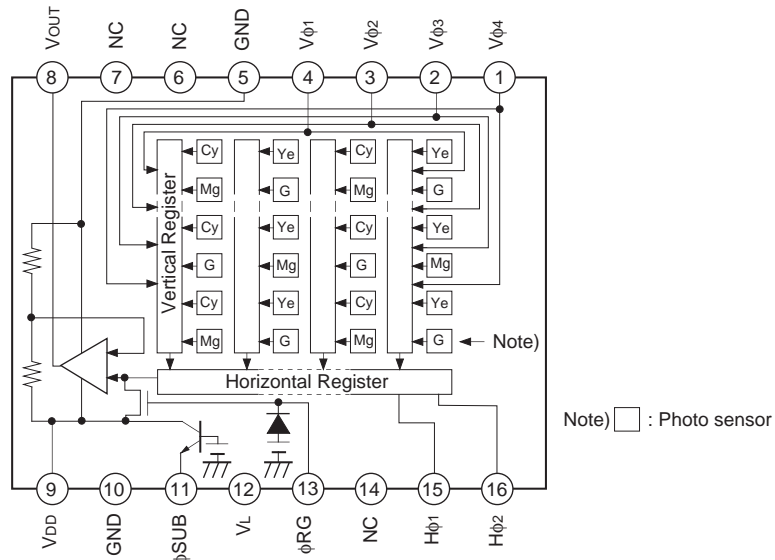 VOUT NC NC GND Vϕ1 Vϕ2 Vϕ3 Vϕ4
8 7 6 5 4 3 2 1
Vertical Register
Cy Ye Cy Ye
Mg G Mg G
Cy Ye Cy Ye
G Mg G Mg
Cy Ye Cy Ye
Mg G Mg G
Note)
Horizontal Register
Note) : Photo sensor
9 10 11 12 13 14 15 16
VDD GND ϕSUB VL ϕRG NC Hϕ1 Hϕ2